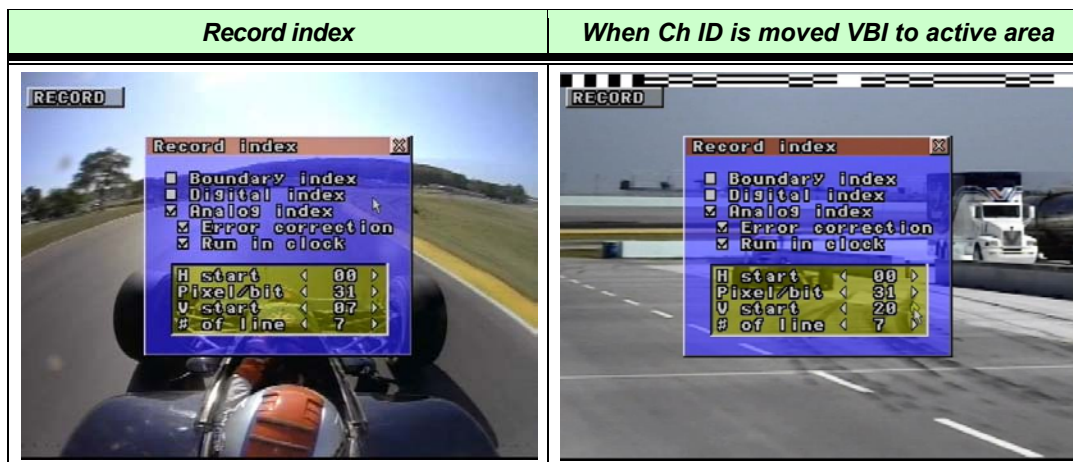 Record index
When Ch ID is moved VBI to active area
RECORD
Record index
Boundary index
Digital index
Analog index
Error correction
Run in clock
H start 00
Pixel/bit 31
V start 07
# of line 7
RECORD
Record index
Boundary index
Digital index
Analog index
Error correction
Run in clock
H start 00
Pixel/bit 31
V start 20
# of line 7